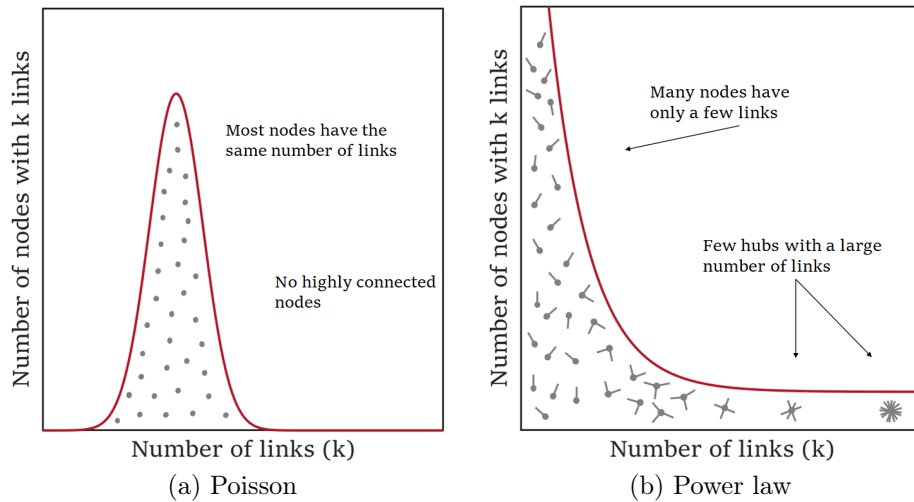 Number of nodes with k links
Most nodes have the
same number of links
No highly connected
nodes
Number of links (k)
(a) Poisson
Number of nodes with k links
Many nodes have
only a few links
Few hubs with a large
number of links
Number of links (k)
(b) Power law